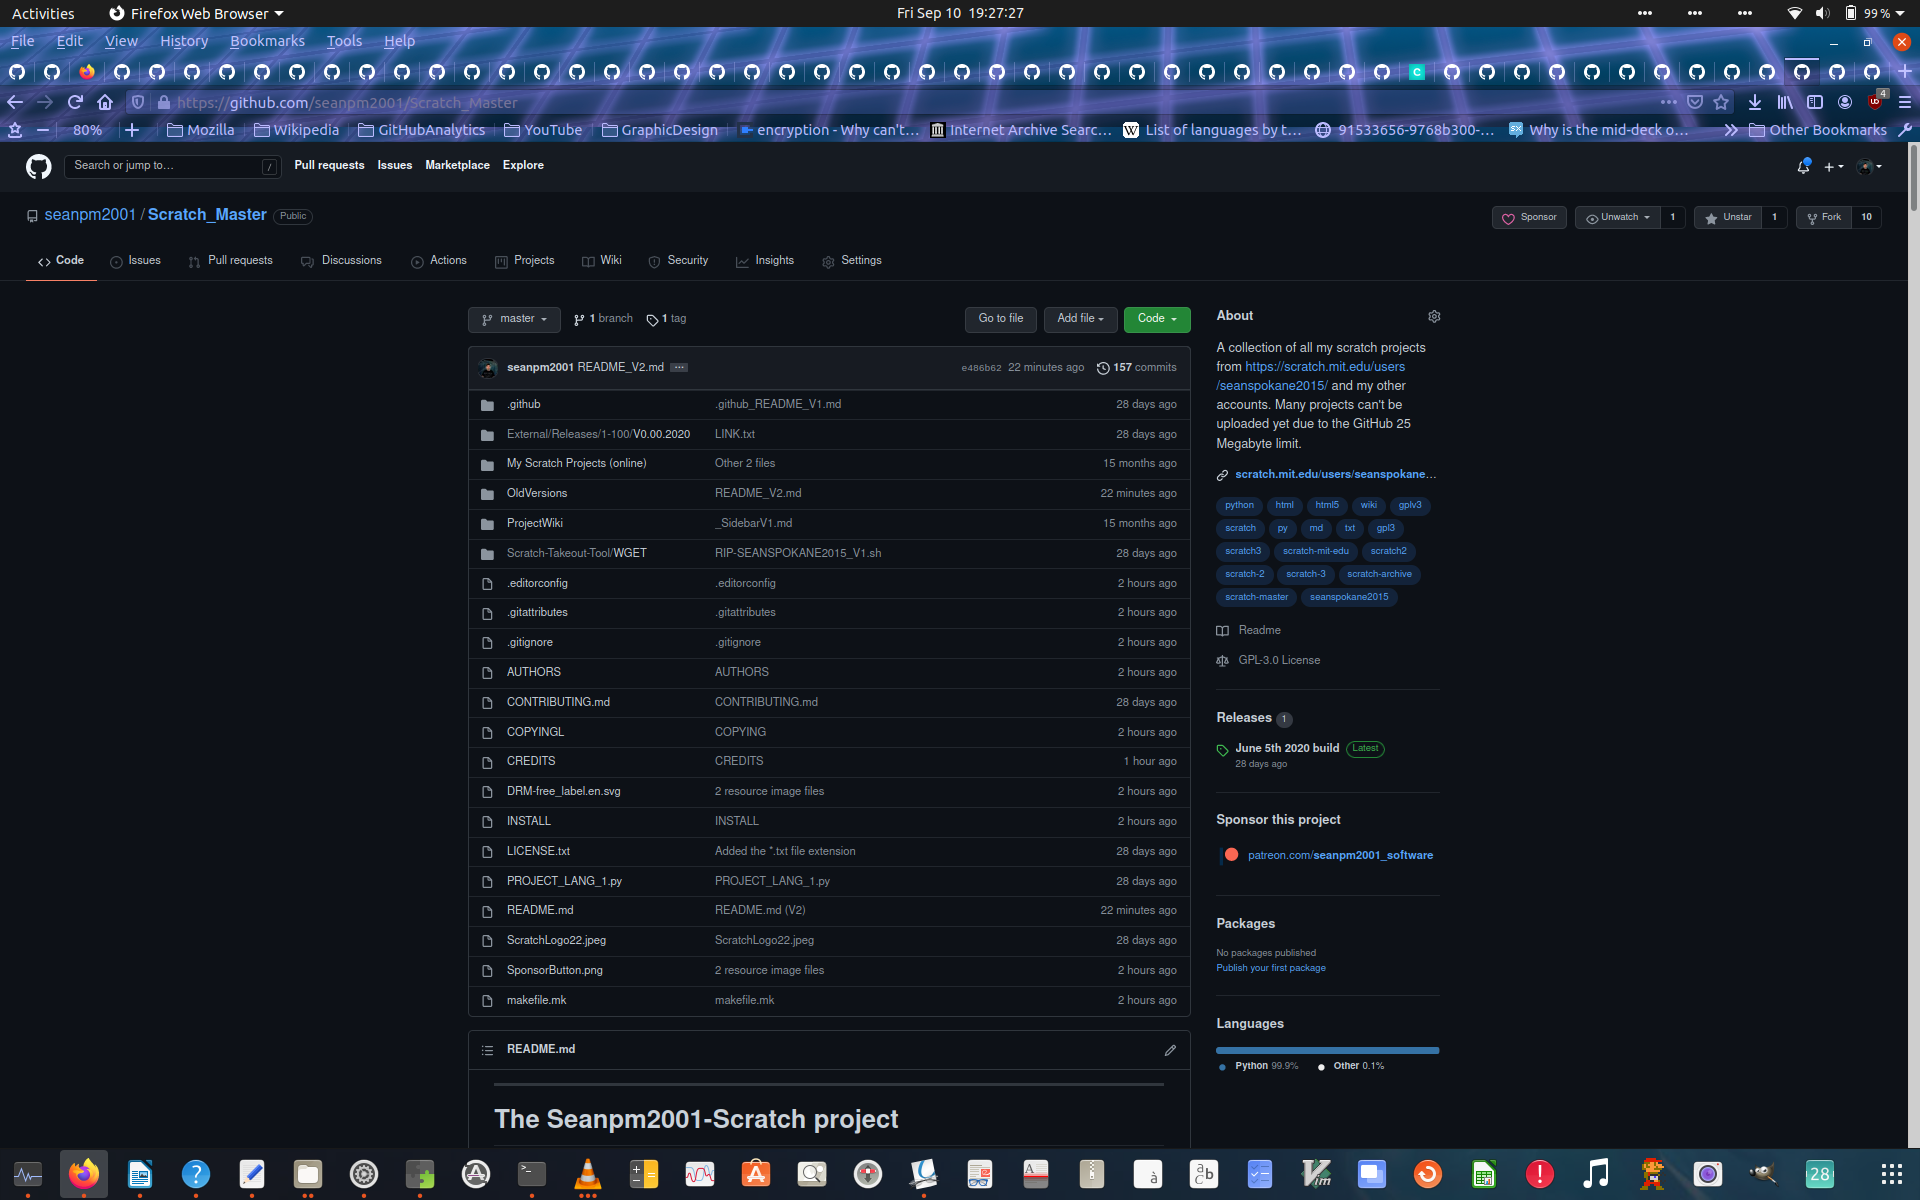 Activities Firefox Web Browser Fri Sep 10 19:27:27 99 %
File Edit View History Bookmarks Tools Help
https://github.com/seanpm2001/Scratch_Master 4
80% Mozilla Wikipedia GitHubAnalytics YouTube GraphicDesign encryption - Why can't… Internet Archive Searc… List of languages by t… 91533656-9768b300-… Why is the mid-deck o… Other Bookmarks
Search or jump to… / Pull requests Issues Marketplace Explore
seanpm2001 / Scratch_Master Public Sponsor Unwatch 1 Unstar 1 Fork 10
Code Issues Pull requests Discussions Actions Projects Wiki Security Insights Settings
master 1 branch 1 tag Go to file Add file Code
seanpm2001 README_V2.md ... e486b62 22 minutes ago 157 commits
.github .github_README_V1.md 28 days ago
External/Releases/1-100/V0.00.2020 LINK.txt 28 days ago
My Scratch Projects (online) Other 2 files 15 months ago
OldVersions README_V2.md 22 minutes ago
ProjectWiki _SidebarV1.md 15 months ago
Scratch-Takeout-Tool/WGET RIP-SEANSPOKANE2015_V1.sh 28 days ago
.editorconfig .editorconfig 2 hours ago
.gitattributes .gitattributes 2 hours ago
.gitignore .gitignore 2 hours ago
AUTHORS AUTHORS 2 hours ago
CONTRIBUTING.md CONTRIBUTING.md 28 days ago
COPYINGL COPYING 2 hours ago
CREDITS CREDITS 1 hour ago
DRM-free_label.en.svg 2 resource image files 2 hours ago
INSTALL INSTALL 2 hours ago
LICENSE.txt Added the *.txt file extension 28 days ago
PROJECT_LANG_1.py PROJECT_LANG_1.py 28 days ago
README.md README.md (V2) 22 minutes ago
ScratchLogo22.jpeg ScratchLogo22.jpeg 28 days ago
SponsorButton.png 2 resource image files 2 hours ago
makefile.mk makefile.mk 2 hours ago
README.md
The Seanpm2001-Scratch project
About
A collection of all my scratch projects
from https://scratch.mit.edu/users
/seanspokane2015/ and my other
accounts. Many projects can't be
uploaded yet due to the GitHub 25
Megabyte limit.
scratch.mit.edu/users/seanspokane…
python html html5 wiki gplv3
scratch py md txt gpl3
scratch3 scratch-mit-edu scratch2
scratch-2 scratch-3 scratch-archive
scratch-master seanspokane2015
Readme
GPL-3.0 License
Releases 1
June 5th 2020 build Latest
28 days ago
Sponsor this project
patreon.com/seanpm2001_software
Packages
No packages published
Publish your first package
Languages
Python 99.9% Other 0.1%
28